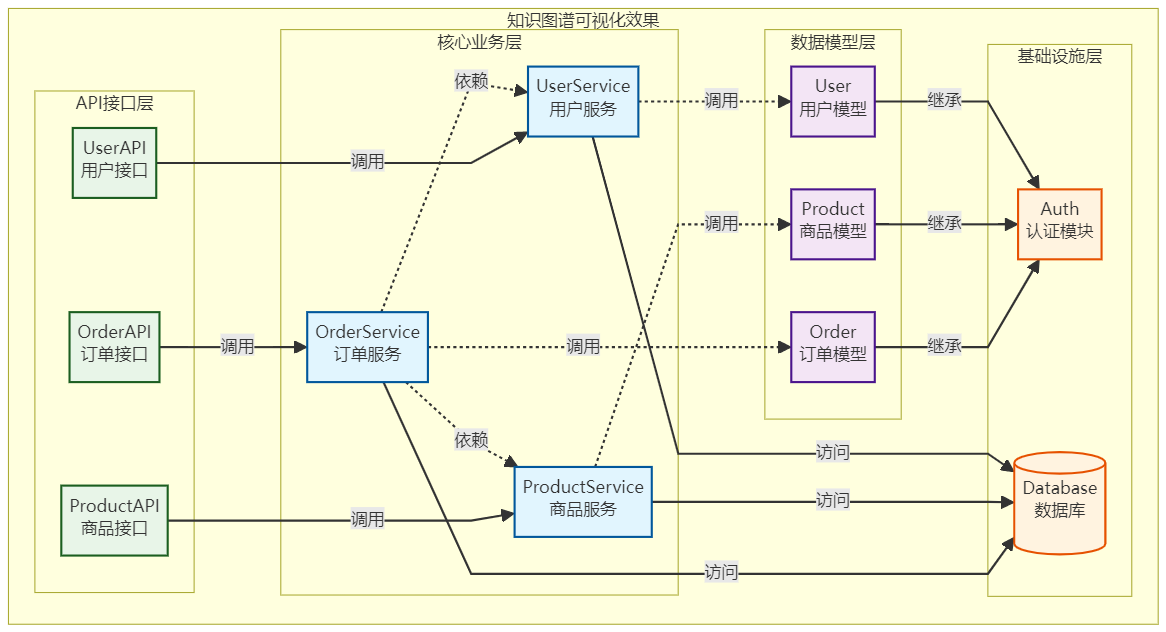 知识图谱可视化效果
API接口层
UserAPI
用户接口
OrderAPI
订单接口
ProductAPI
商品接口
调用
调用
调用
核心业务层
UserService
用户服务
OrderService
订单服务
ProductService
商品服务
依赖
依赖
调用
调用
调用
数据模型层
User
用户模型
Product
商品模型
Order
订单模型
继承
继承
继承
访问
访问
访问
基础设施层
Auth
认证模块
Database
数据库